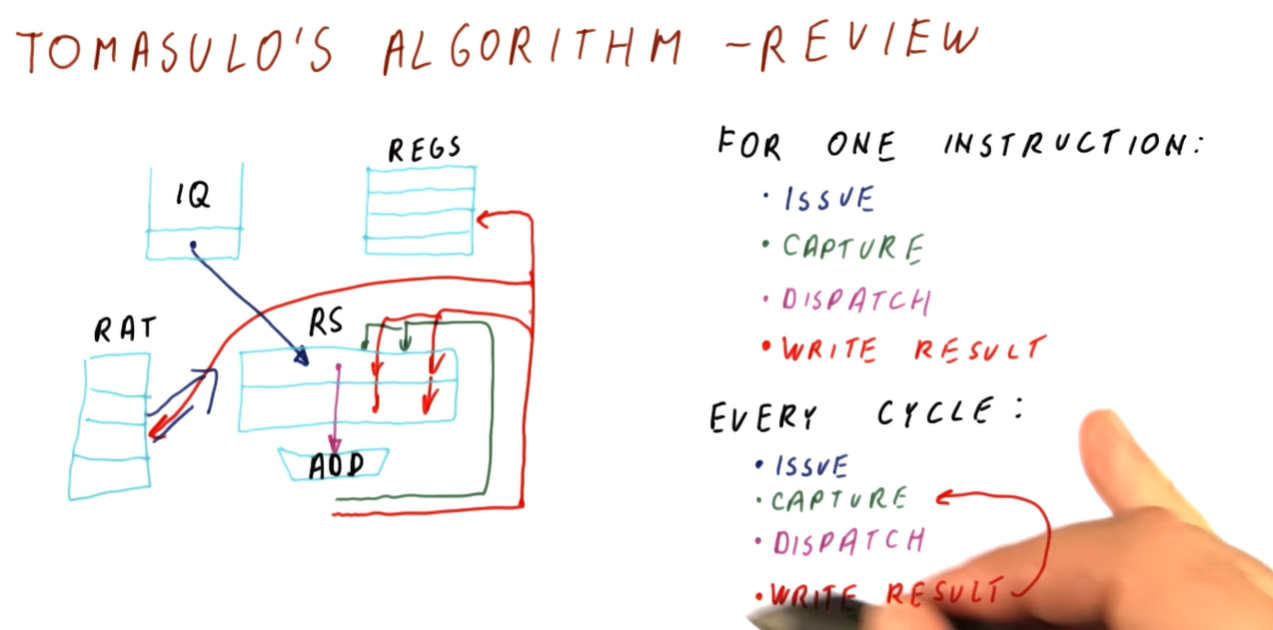 TOMASULO'S ALGORITHM – REVIEW
IQ
REGS
RAT
RS
ADD
FOR ONE INSTRUCTION:
• ISSUE
• CAPTURE
• DISPATCH
• WRITE RESULT
EVERY CYCLE:
• ISSUE
• CAPTURE
• DISPATCH
• WRITE RESULT